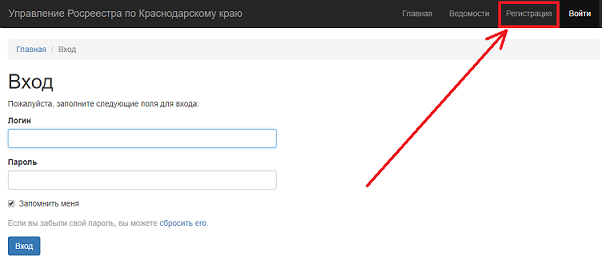 Управление Росреестра по Краснодарскому краю Главная Ведомости Регистрация Войти
Главная / Вход
Вход
Пожалуйста, заполните следующие поля для входа:
Логин
Пароль
Запомнить меня
Если вы забыли свой пароль, вы можете сбросить его.
Вход